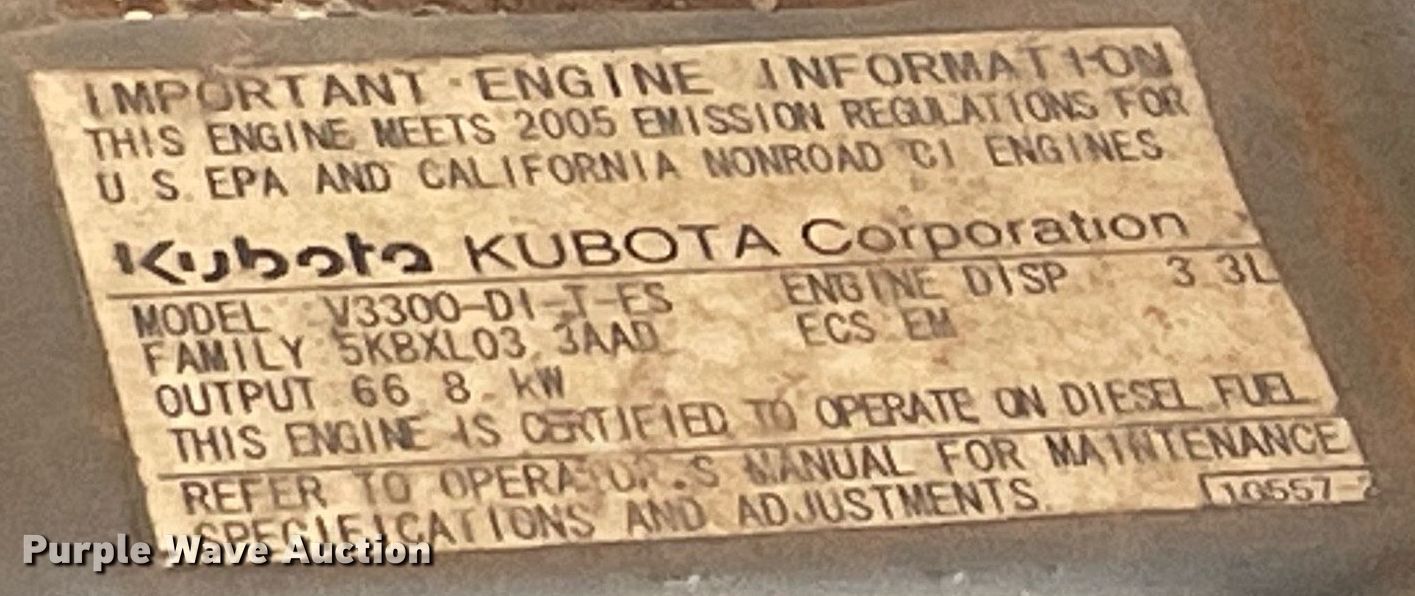 IMPORTANT ENGINE INFORMATION
THIS ENGINE MEETS 2005 EMISSION REGULATIONS FOR
U.S. EPA AND CALIFORNIA NONROAD CI ENGINES.
Kubota KUBOTA Corporation
MODEL V3300-DI-T-ES ENGINE DISP 3.3L
FAMILY 5KBXL03.3AAD ECS EM
OUTPUT 66.8 kW
THIS ENGINE IS CERTIFIED TO OPERATE ON DIESEL FUEL
REFER TO OPERATOR'S MANUAL FOR MAINTENANCE
SPECIFICATIONS AND ADJUSTMENTS.
Purple Wave Auction